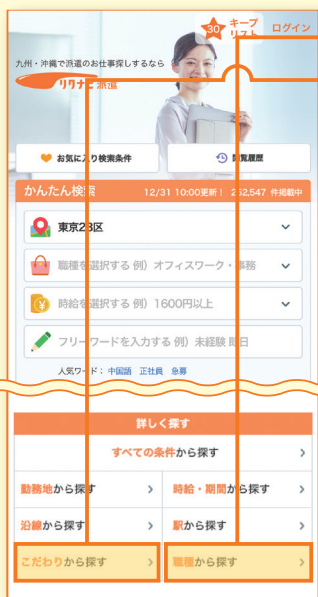 30 キープ
リスト ログイン
九州・沖縄で派遣のお仕事探しするなら
リクナビ派遣
お気に入り検索条件 閲覧履歴
かんたん検索 12/31 10:00更新！ 252,547 件掲載中
東京23区
職種を選択する 例）オフィスワーク・事務
時給を選択する 例）1600円以上
フリーワードを入力する 例）未経験 即日
人気ワード： 中国語 正社員 急募
詳しく探す
すべての条件から探す
勤務地から探す 時給・期間から探す
沿線から探す 駅から探す
こだわりから探す 職種から探す